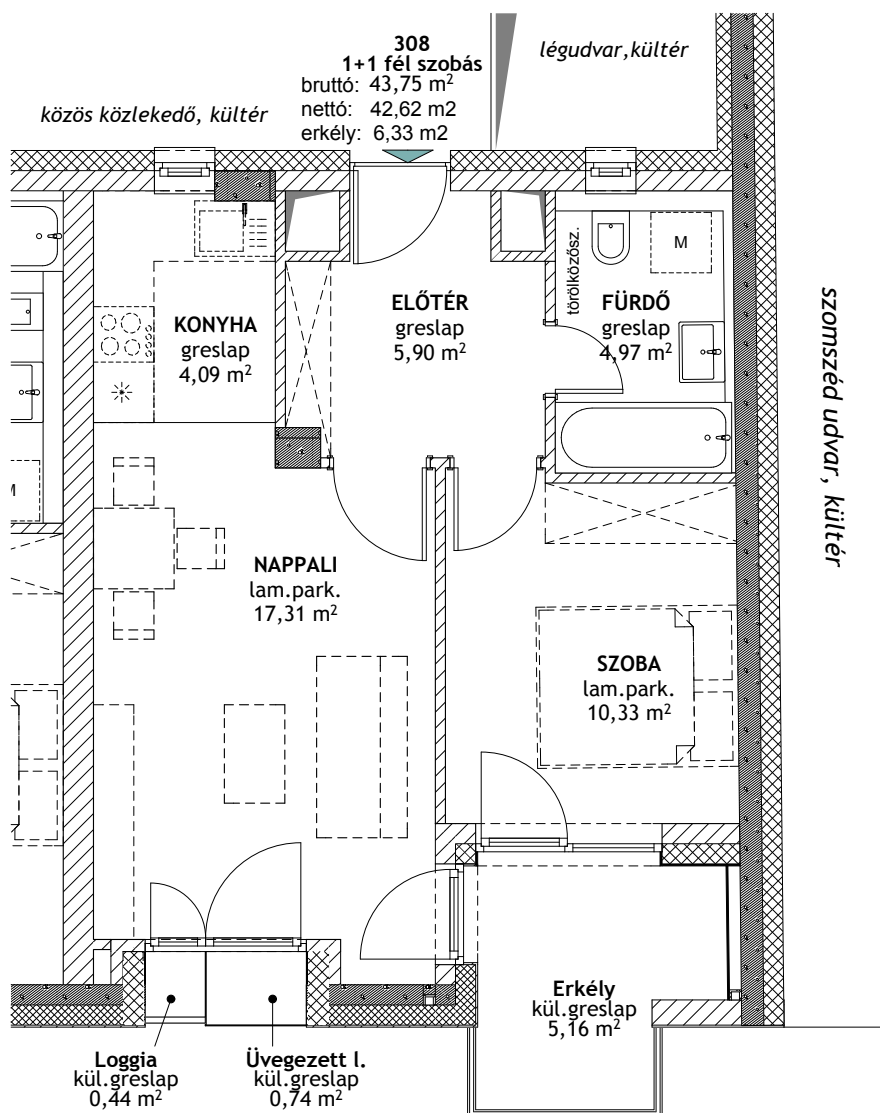 308
1+1 fél szobás
bruttó: 43,75 m²
nettó: 42,62 m2
erkély: 6,33 m2
légudvar,kültér
közös közlekedő, kültér
KONYHA
greslap
4,09 m²
ELŐTÉR
greslap
5,90 m²
törölközősz.
M
FÜRDŐ
greslap
4,97 m²
szomszéd udvar, kültér
M
NAPPALI
lam.park.
17,31 m²
SZOBA
lam.park.
10,33 m²
Erkély
kül.greslap
5,16 m²
Loggia
kül.greslap
0,44 m²
Üvegezett l.
kül.greslap
0,74 m²